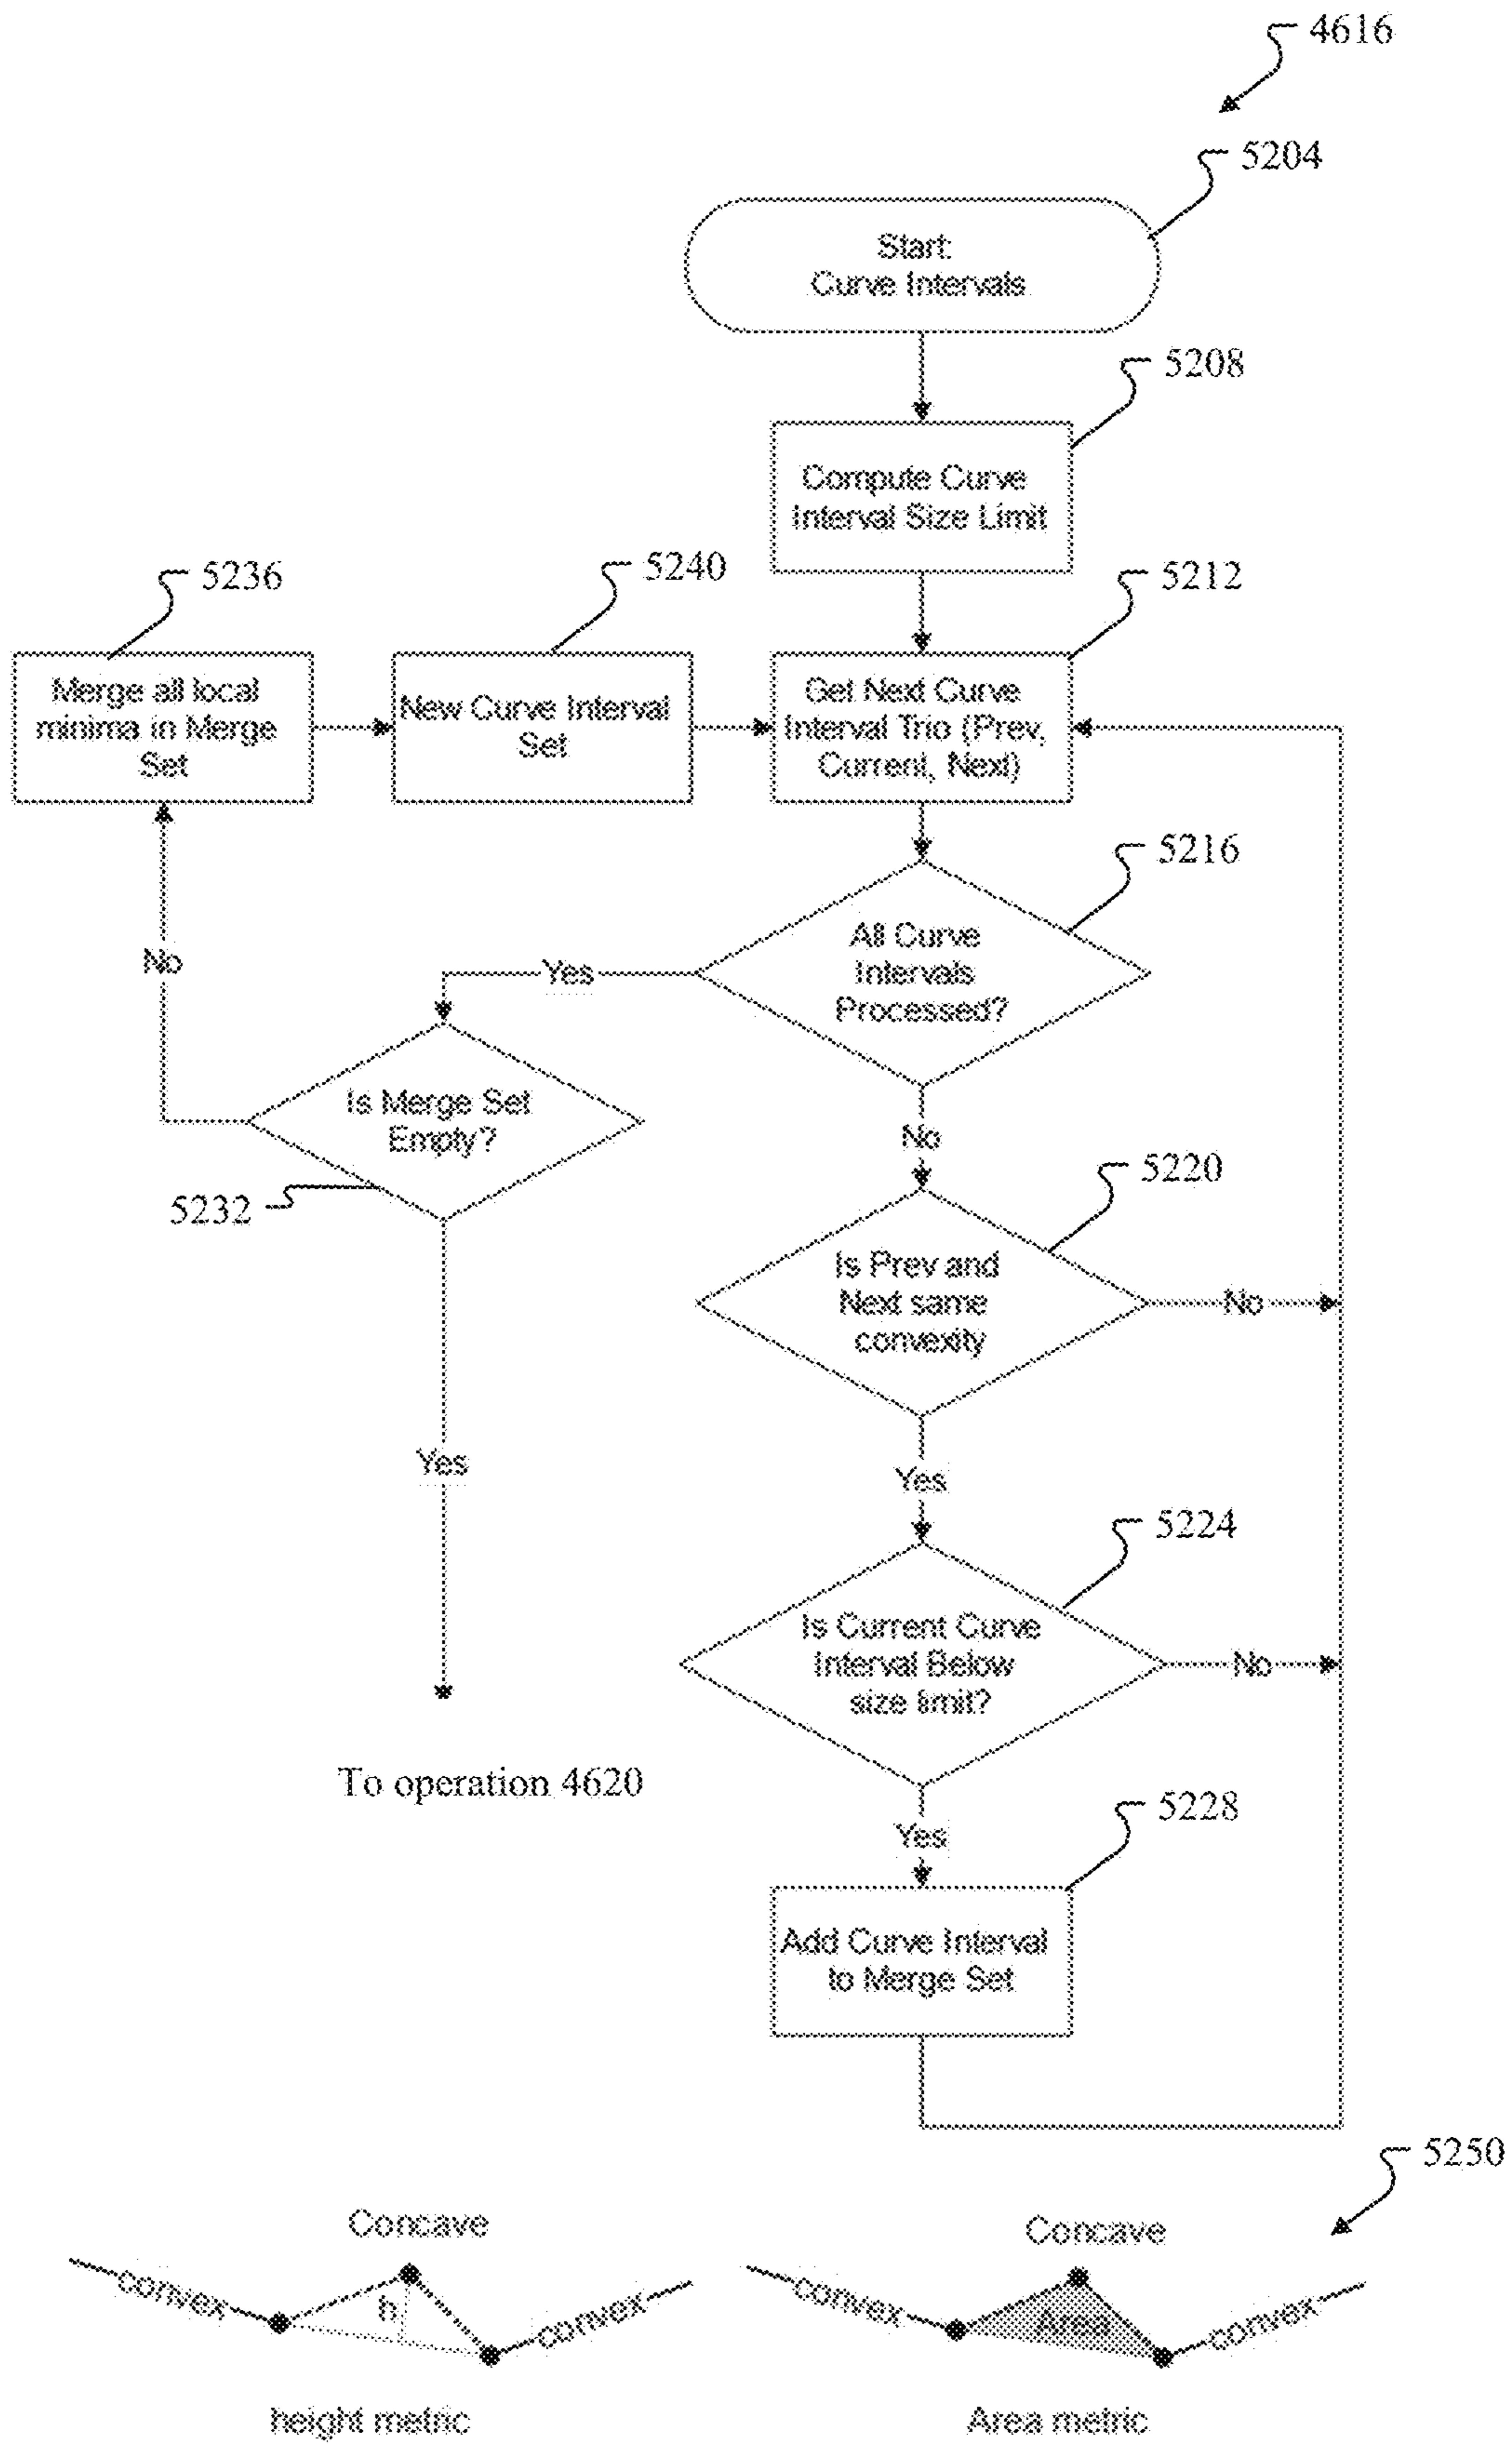 4616
5204
Start:
Curve Intervals
5208
Compute Curve
Interval Size Limit
5236
5240
5212
Merge all local
minima in Merge
Set
New Curve Interval
Set
Get Next Curve
Interval Trio (Prev,
Current, Next)
5216
All Curve
Intervals
Processed?
Yes
No
Is Merge Set
Empty?
5232
No
5220
Is Prev and
Next same
convexity
No
Yes
Yes
5224
Is Current Curve
Interval Below
size limit?
No
To operation 4620
Yes
5228
Add Curve Interval
to Merge Set
5250
Concave
convex
h
convex
height metric
Concave
convex
Area
convex
Area metric